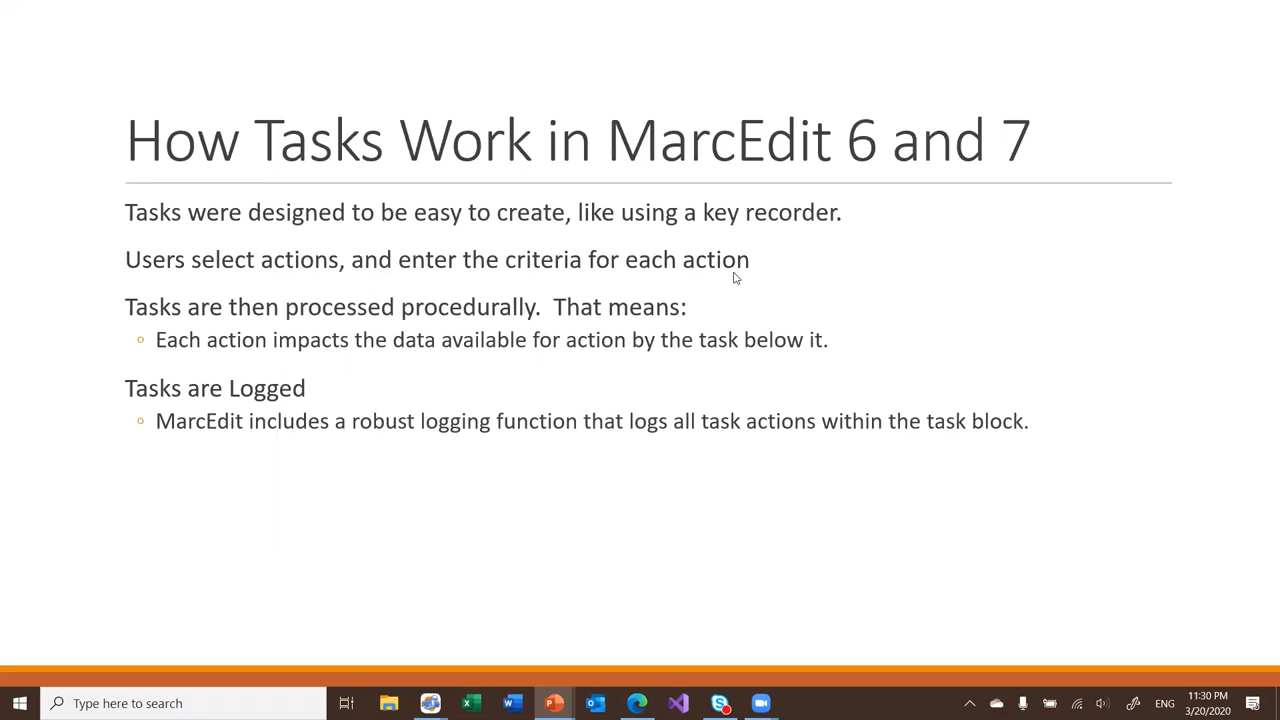 How Tasks Work in MarcEdit 6 and 7
Tasks were designed to be easy to create, like using a key recorder.
Users select actions, and enter the criteria for each action
Tasks are then processed procedurally.  That means:
◦ Each action impacts the data available for action by the task below it.
Tasks are Logged
◦ MarcEdit includes a robust logging function that logs all task actions within the task block.
Type here to search
ENG
11:30 PM
3/20/2020